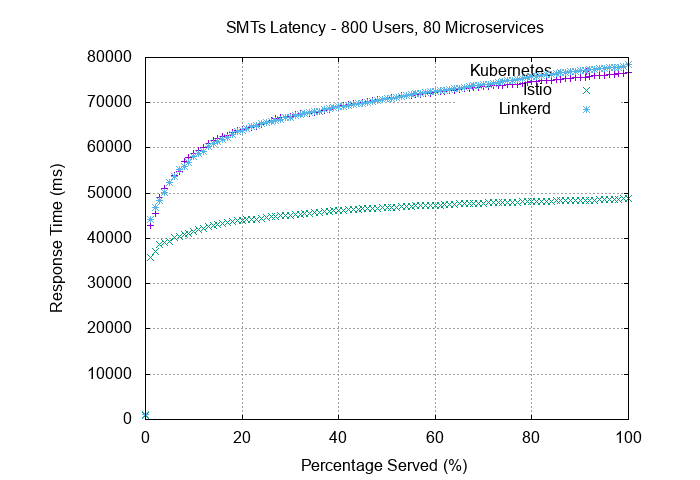 SMTs Latency - 800 Users, 80 Microservices
80000
70000
60000
50000
40000
30000
20000
10000
0
Response Time (ms)
Kubernetes
Istio
Linkerd
0 20 40 60 80 100
Percentage Served (%)